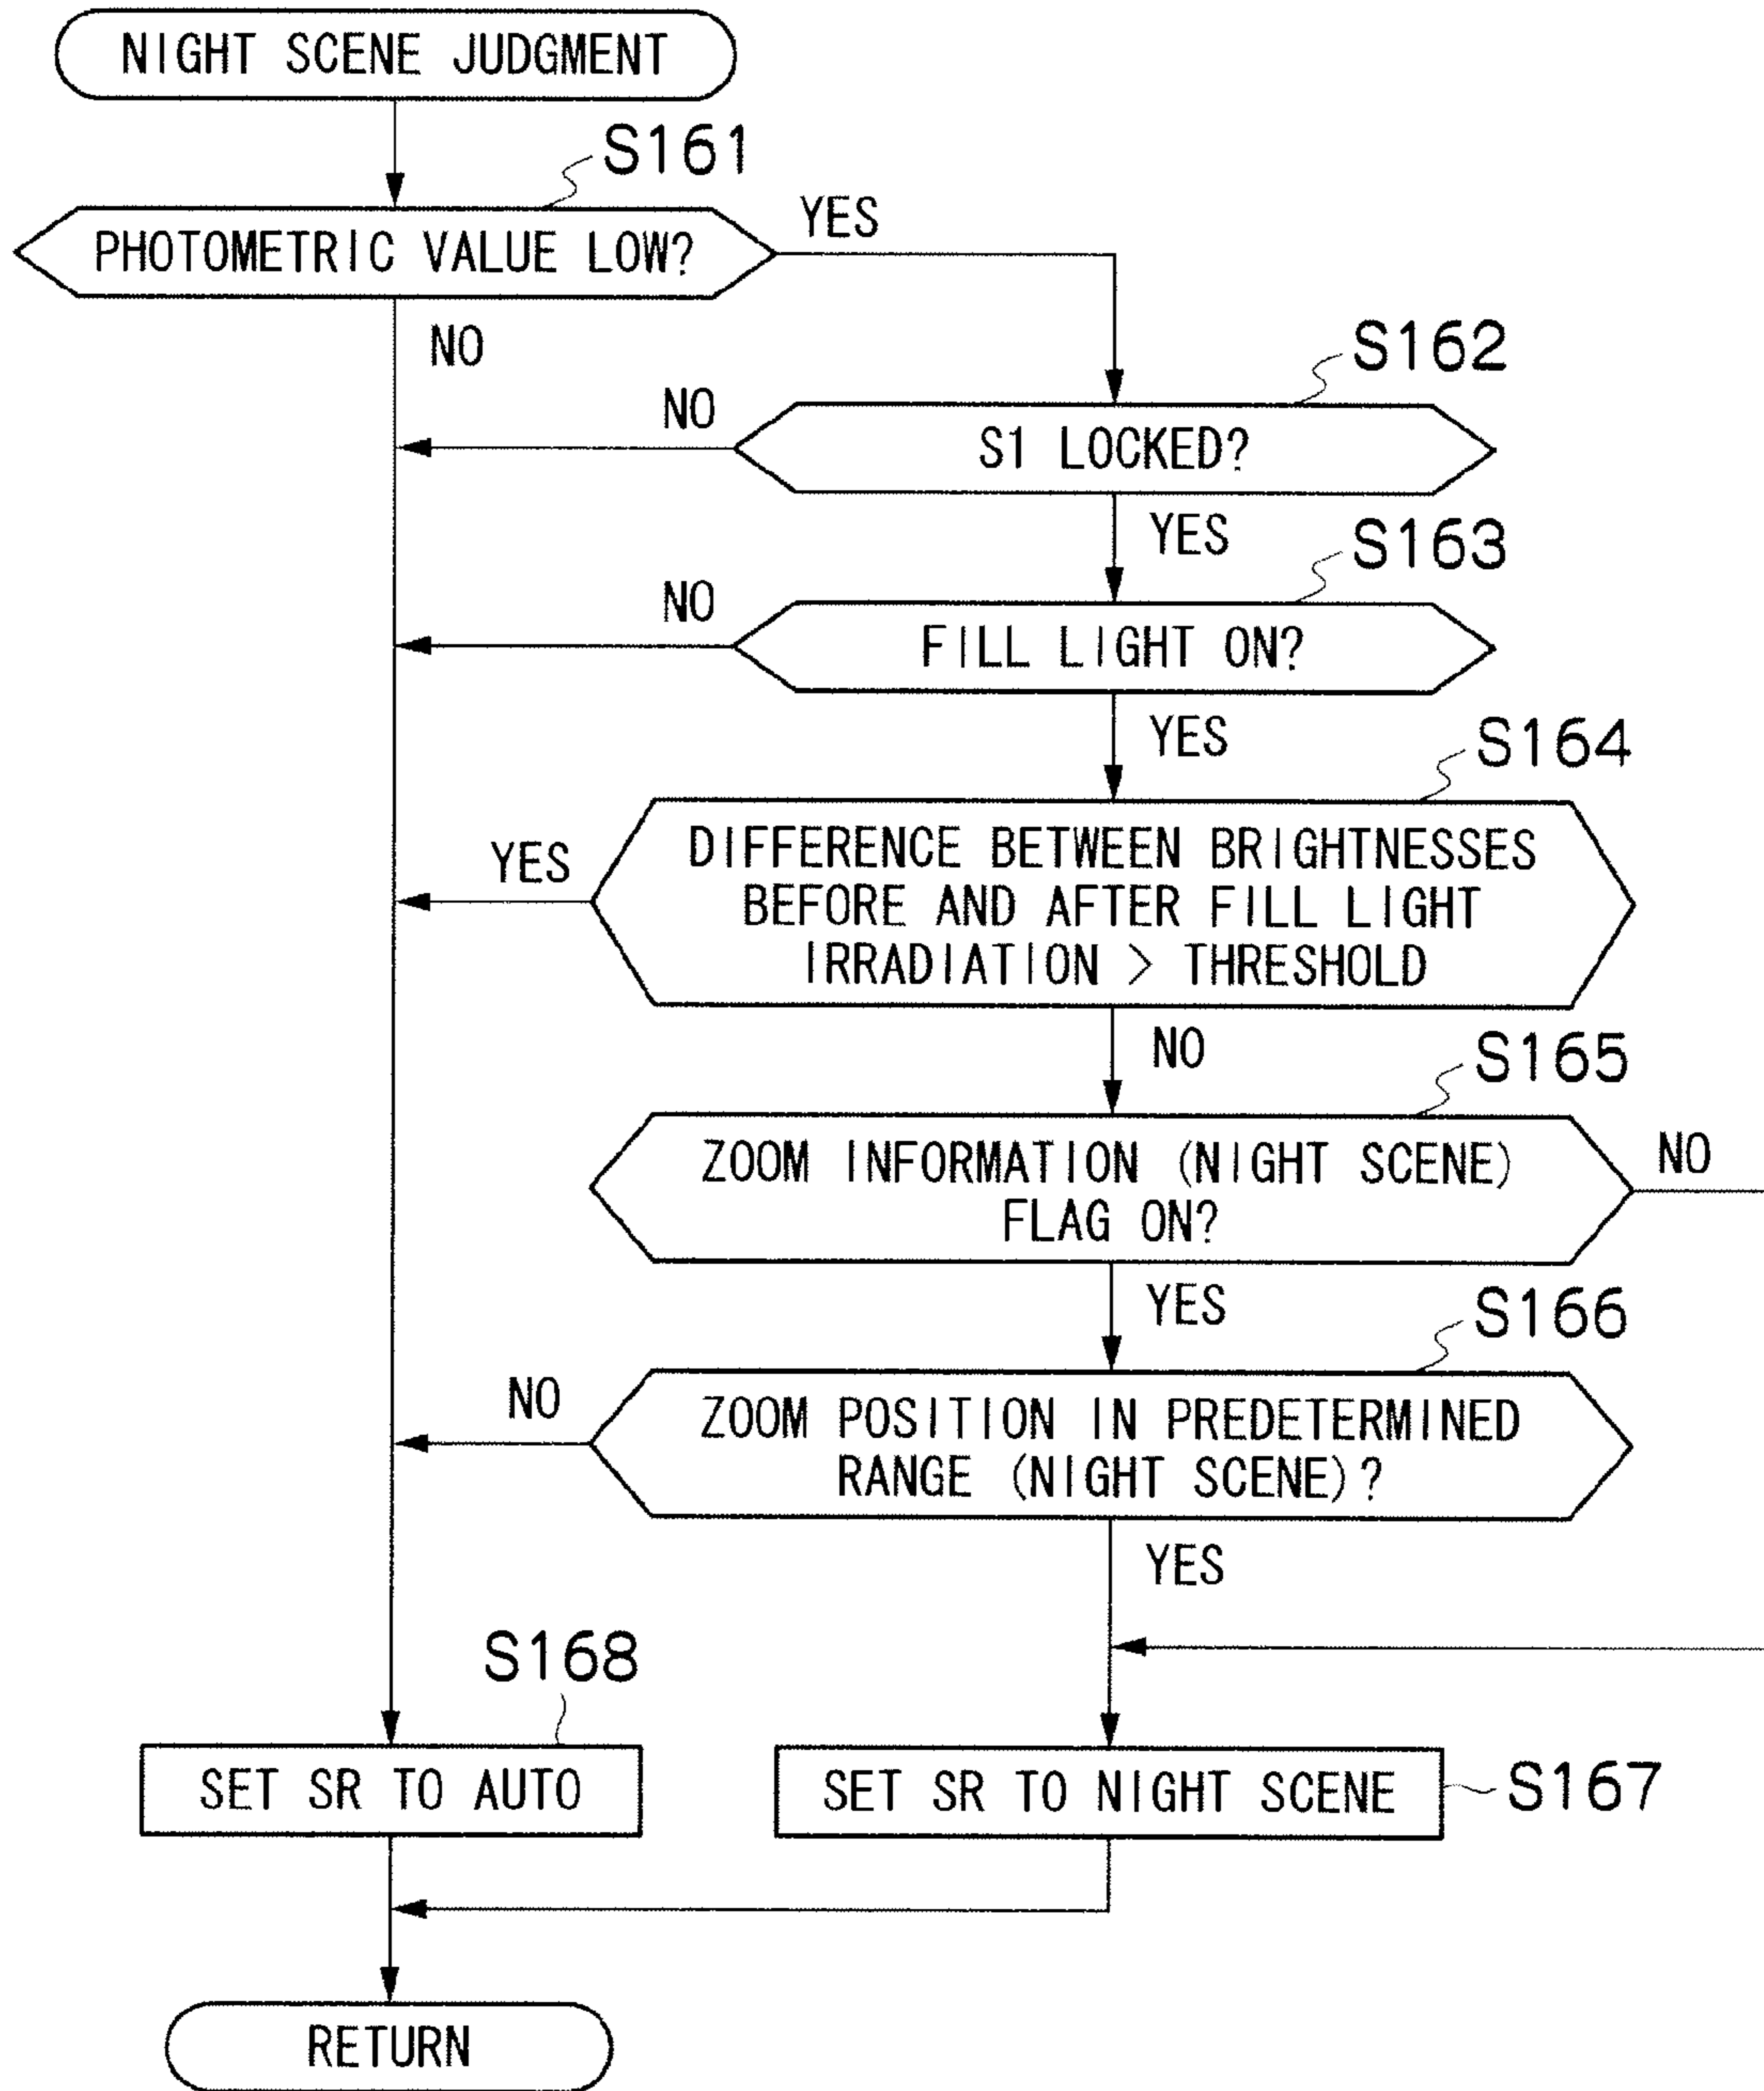 NIGHT SCENE JUDGMENT
S161
PHOTOMETRIC VALUE LOW?
YES
NO
S162
NO
S1 LOCKED?
YES
S163
NO
FILL LIGHT ON?
YES
S164
YES
DIFFERENCE BETWEEN BRIGHTNESSES
BEFORE AND AFTER FILL LIGHT
IRRADIATION > THRESHOLD
NO
S165
ZOOM INFORMATION (NIGHT SCENE)
FLAG ON?
NO
YES
S166
NO
ZOOM POSITION IN PREDETERMINED
RANGE (NIGHT SCENE)?
YES
S168
SET SR TO AUTO
SET SR TO NIGHT SCENE
S167
RETURN